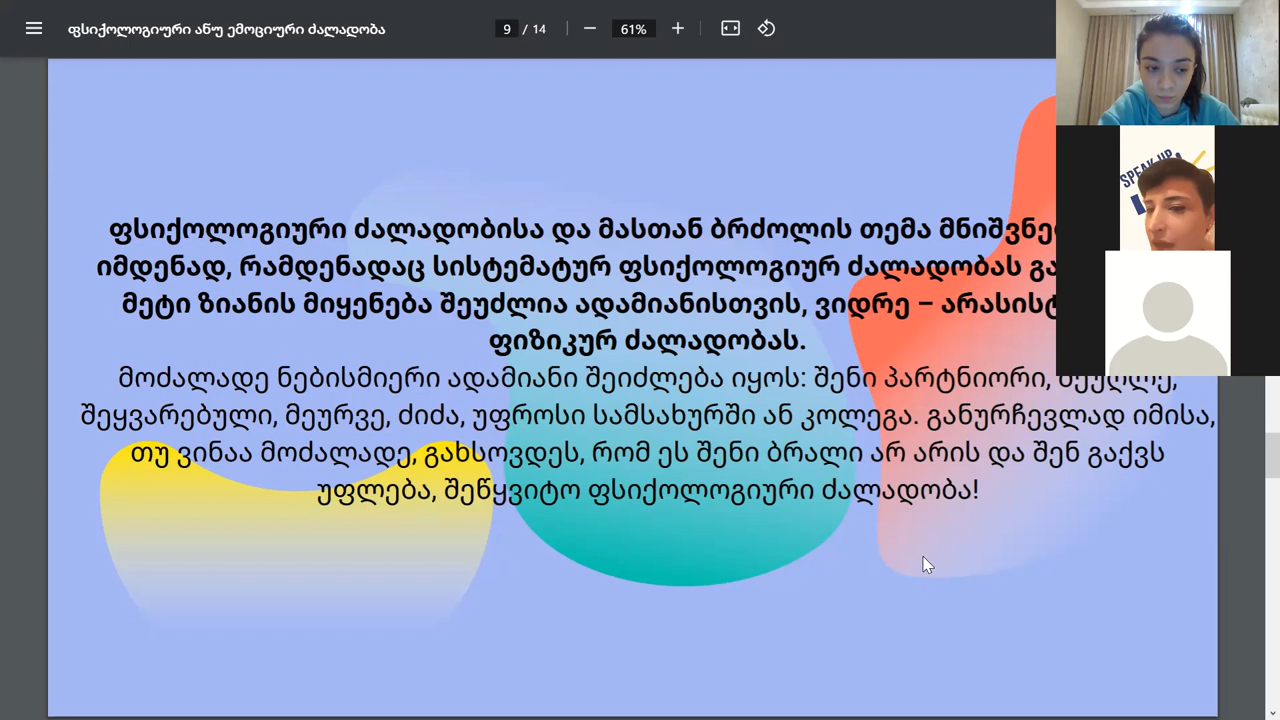 ფსიქოლოგიური ანუ ემოციური ძალადობა
9 / 14
61%
SPEAK UP
ფსიქოლოგიური ძალადობისა და მასთან ბრძოლის თემა
იმდენად, რამდენადაც სისტემატურ ფსიქოლოგიურ ძალადობას
მეტი ზიანის მიყენება შეუძლია ადამიანისთვის, ვიდრე –
ფიზიკურ ძალადობას.
მოძალადე ნებისმიერი ადამიანი შეიძლება იყოს: შენი პარტნიორი, მეუღლე,
შეყვარებული, მეურვე, ძიძა, უფროსი სამსახურში ან კოლეგა. განურჩევლად იმისა,
თუ ვინაა მოძალადე, გახსოვდეს, რომ ეს შენი ბრალი არ არის და შენ გაქვს
უფლება, შეწყვიტო ფსიქოლოგიური ძალადობა!